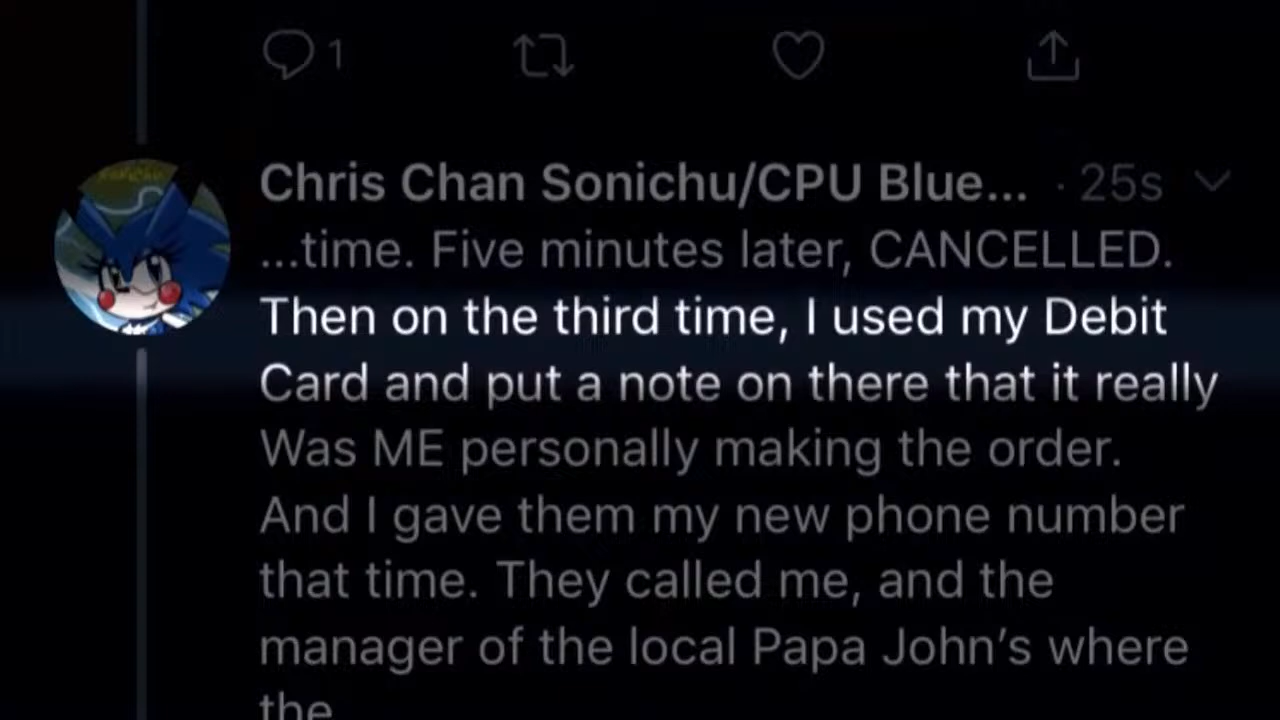 1
Chris Chan Sonichu/CPU Blue... · 25s
...time. Five minutes later, CANCELLED.
Then on the third time, I used my Debit
Card and put a note on there that it really
Was ME personally making the order.
And I gave them my new phone number
that time. They called me, and the
manager of the local Papa John’s where
the